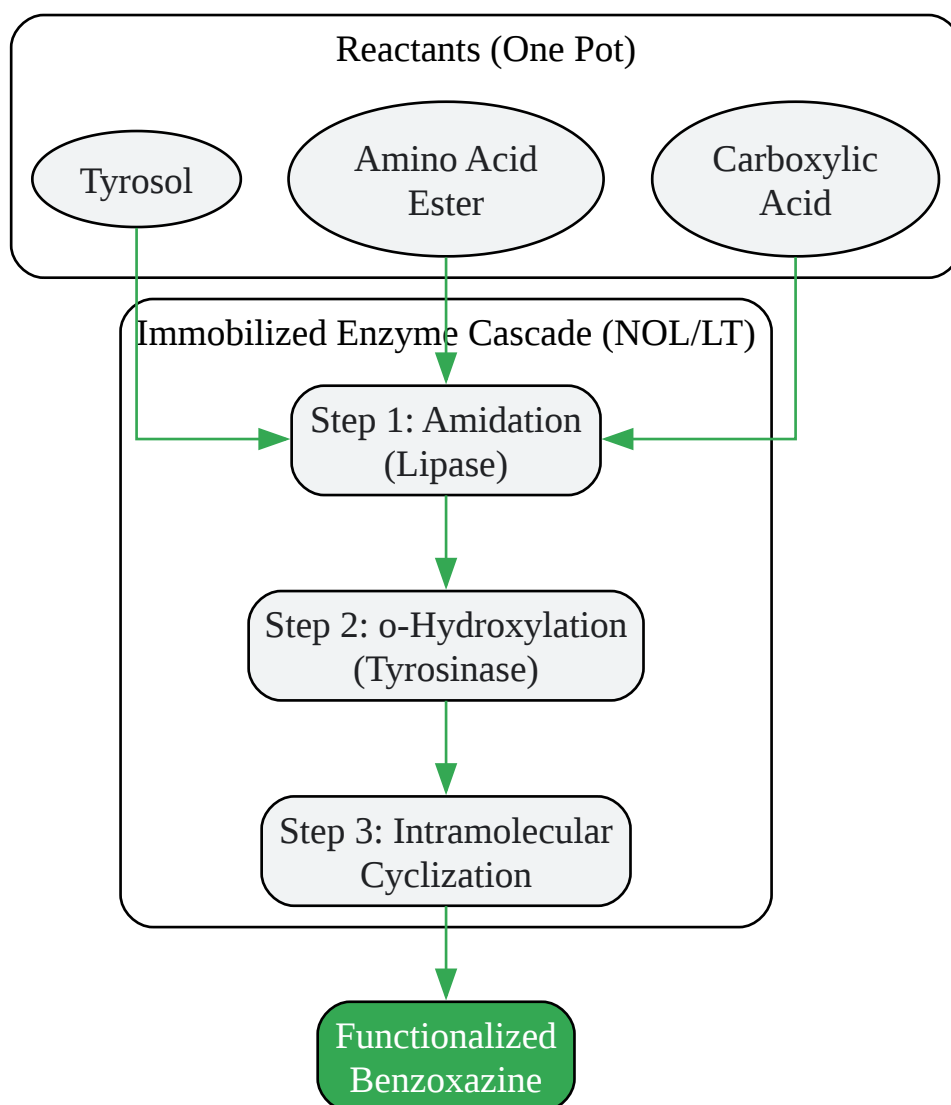 Reactants (One Pot)
Tyrosol
Amino Acid
Ester
Carboxylic
Acid
Immobilized Enzyme Cascade (NOL/LT)
Step 1: Amidation
(Lipase)
Step 2: o-Hydroxylation
(Tyrosinase)
Step 3: Intramolecular
Cyclization
Functionalized
Benzoxazine